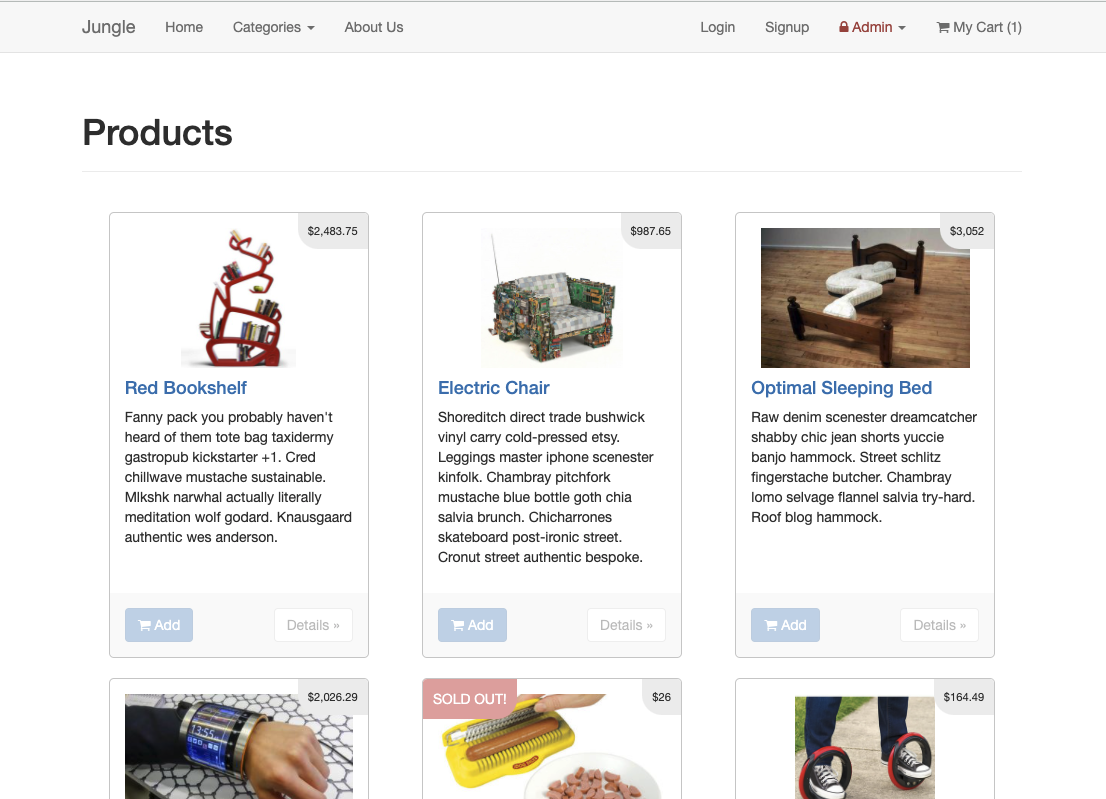 Jungle Home Categories About Us Login Signup Admin My Cart (1)
Products
$2,483.75
Red Bookshelf
Fanny pack you probably haven't
heard of them tote bag taxidermy
gastropub kickstarter +1. Cred
chillwave mustache sustainable.
Mlkshk narwhal actually literally
meditation wolf godard. Knausgaard
authentic wes anderson.
Add Details »
$987.65
Electric Chair
Shoreditch direct trade bushwick
vinyl carry cold-pressed etsy.
Leggings master iphone scenester
kinfolk. Chambray pitchfork
mustache blue bottle goth chia
salvia brunch. Chicharrones
skateboard post-ironic street.
Cronut street authentic bespoke.
Add Details »
$3,052
Optimal Sleeping Bed
Raw denim scenester dreamcatcher
shabby chic jean shorts yuccie
banjo hammock. Street schlitz
fingerstache butcher. Chambray
lomo selvage flannel salvia try-hard.
Roof blog hammock.
Add Details »
$2,026.29
13:55
SOLD OUT!
$26
$164.49